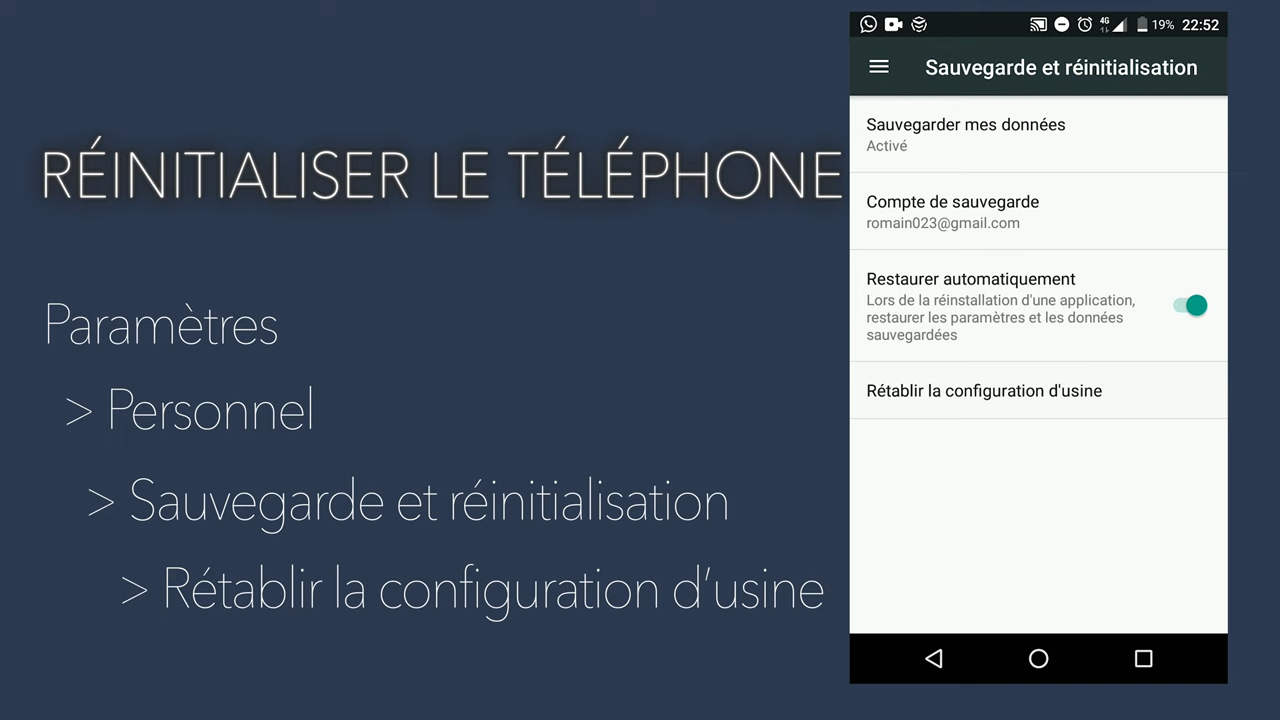 RÉINITIALISER LE TÉLÉPHONE
Paramètres
> Personnel
> Sauvegarde et réinitialisation
> Rétablir la configuration d’usine
4G 19% 22:52
Sauvegarde et réinitialisation
Sauvegarder mes données
Activé
Compte de sauvegarde
romain023@gmail.com
Restaurer automatiquement
Lors de la réinstallation d'une application,
restaurer les paramètres et les données
sauvegardées
Rétablir la configuration d'usine